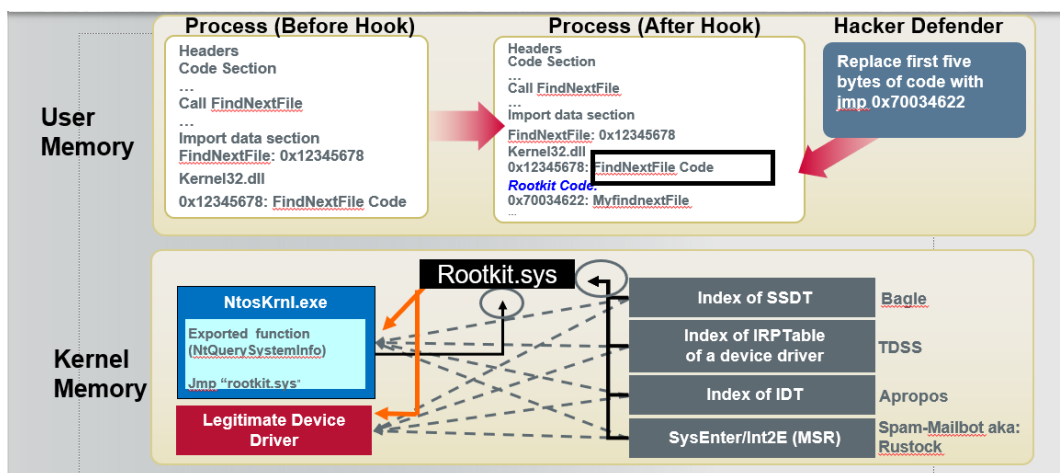 Process (Before Hook)
Headers
Code Section
...
Call FindNextFile
...
Import data section
FindNextFile: 0x12345678
Kernel32.dll
0x12345678: FindNextFile Code
Process (After Hook)
Headers
Code Section
...
Call FindNextFile
...
Import data section
FindNextFile: 0x12345678
Kernel32.dll
0x12345678: FindNextFile Code
Rootkit Code:
0x70034622: MyfindnextFile
...
Hacker Defender
Replace first five
bytes of code with
jmp 0x70034622
User
Memory
Kernel
Memory
Rootkit.sys
NtosKrnl.exe
Exported function
(NtQuerySystemInfo)
Jmp “rootkit.sys”
Legitimate Device
Driver
Index of SSDT
Bagle
Index of IRPTable
of a device driver
TDSS
Index of IDT
Apropos
SysEnter/Int2E (MSR)
Spam-Mailbot aka:
Rustock